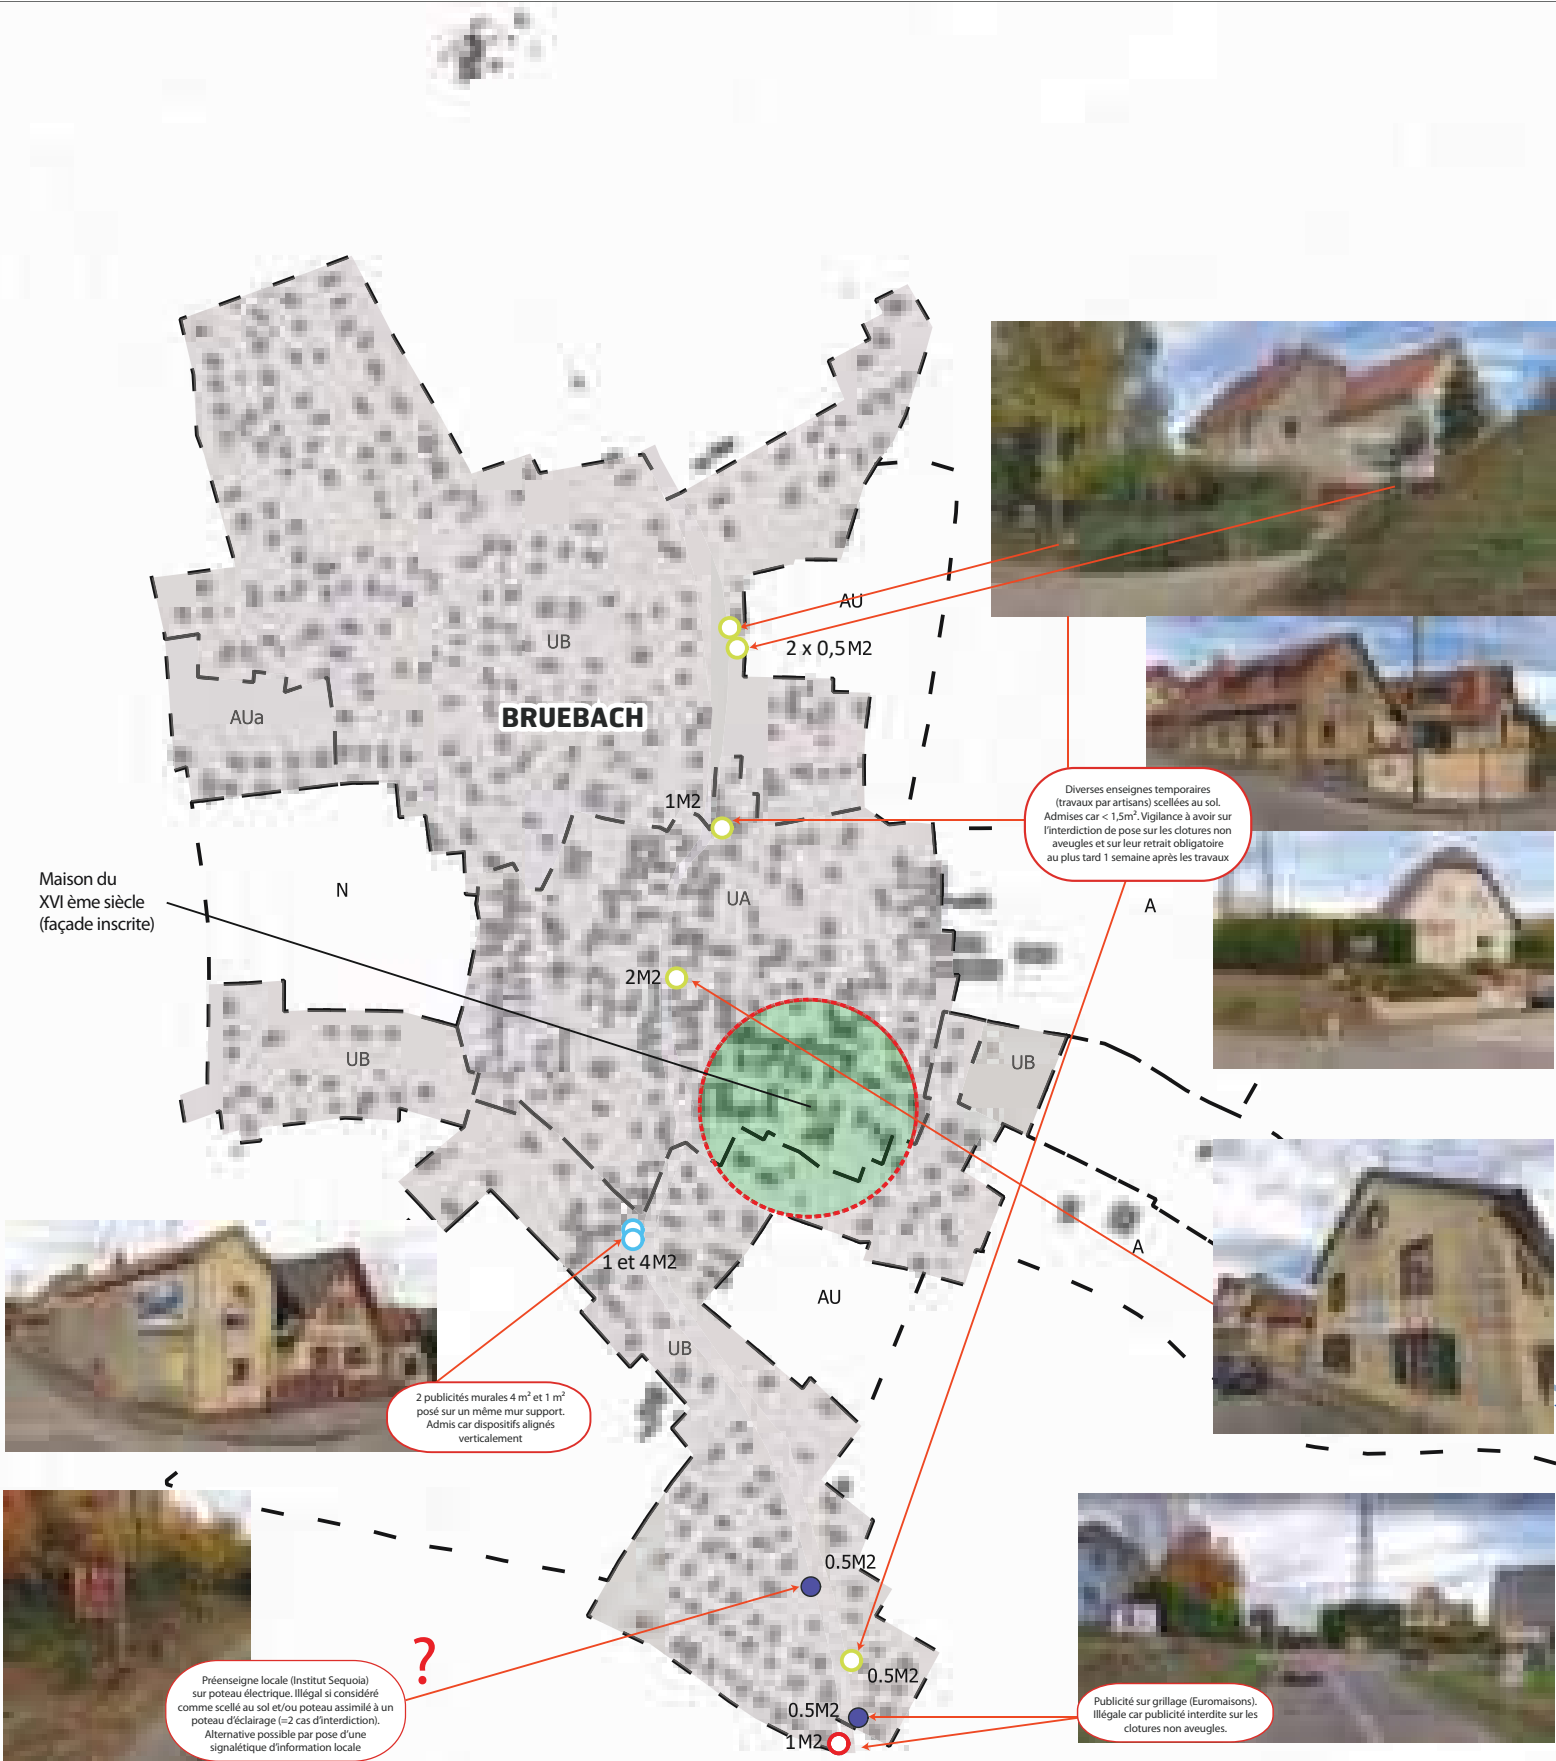 AU
2 x 0,5M2
UB
AUa
BRUEBACH
1M2
Diverses enseignes temporaires
(travaux par artisans) scellées au sol.
Admises car < 1,5m². Vigilance à avoir sur
l'interdiction de pose sur les clotures non
aveugles et sur leur retrait obligatoire
au plus tard 1 semaine après les travaux
Maison du
XVI ème siècle
(façade inscrite)
N
UA
A
2M2
UB
UB
1 et 4M2
A
AU
UB
2 publicités murales 4 m² et 1 m²
posé sur un même mur support.
Admis car dispositifs alignés
verticalement
0.5M2
?
Préenseigne locale (Institut Sequoia)
sur poteau électrique. Illégal si considéré
comme scellé au sol et/ou poteau assimilé à un
poteau d'éclairage (=2 cas d'interdiction).
Alternative possible par pose d'une
signalétique d'information locale
0.5M2
0.5M2
1M2
Publicité sur grillage (Euromaisons).
Illégale car publicité interdite sur les
clotures non aveugles.